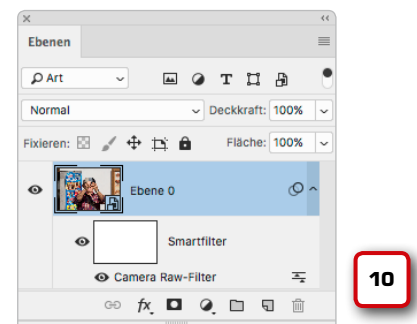 Ebenen
Art
Normal Deckkraft: 100%
Fixieren: Fläche: 100%
Ebene 0
Smartfilter
Camera Raw-Filter
fx
10